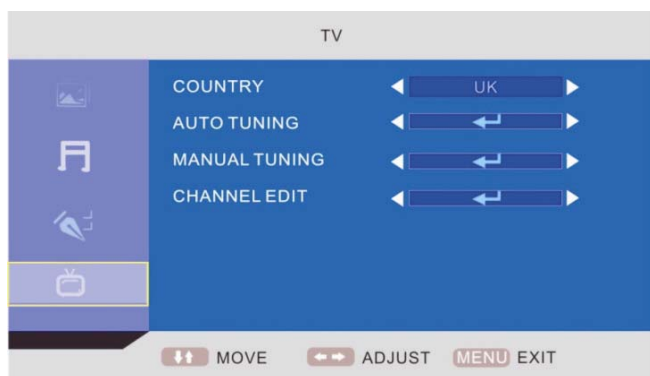 TV
COUNTRY UK
AUTO TUNING
MANUAL TUNING
CHANNEL EDIT
MOVE ADJUST MENU EXIT